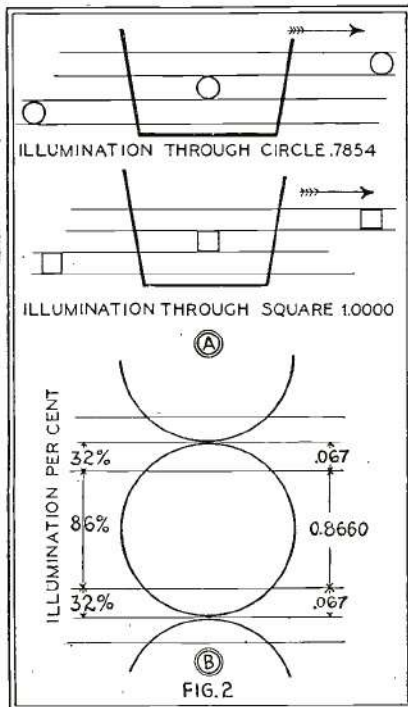 ILLUMINATION THROUGH CIRCLE .7854
ILLUMINATION THROUGH SQUARE 1.0000
A
ILLUMINATION PER CENT
32%
.067
86%
0.8660
32%
.067
B
FIG. 2